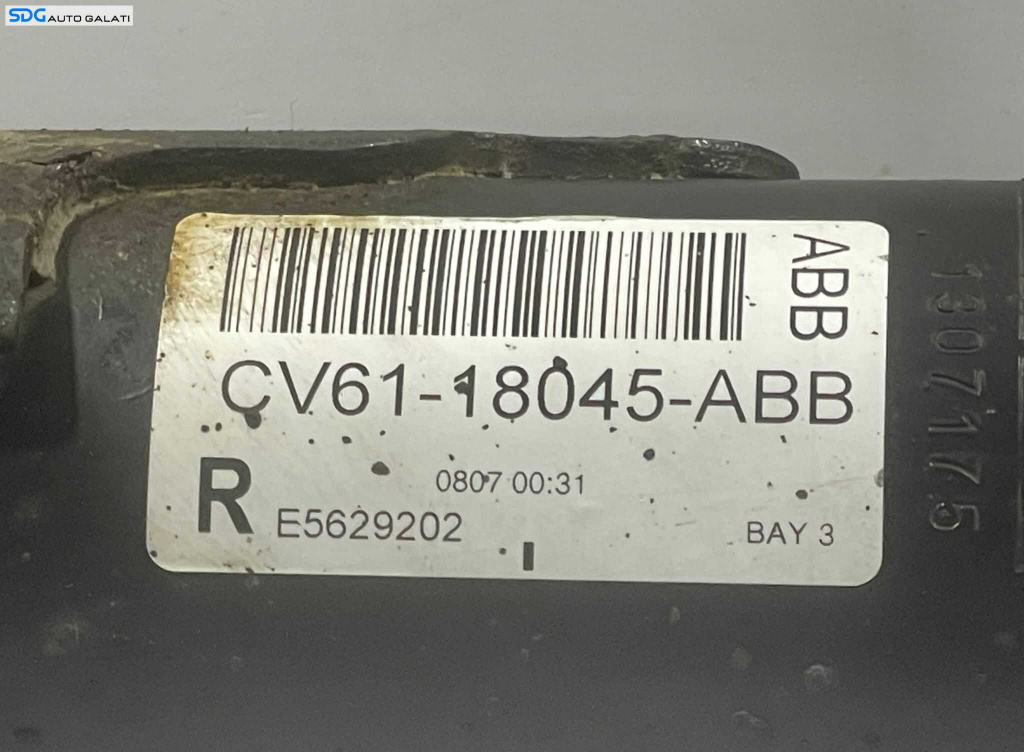 SDG AUTO GALATI
ABB
CV61-18045-ABB
R
0807 00:31
E5629202
BAY 3
1307175